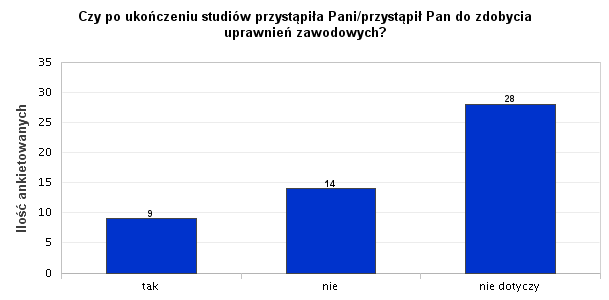 Czy po ukończeniu studiów przystąpiła Pani/przystąpił Pan do zdobycia
uprawnień zawodowych?
Ilość ankietowanych
35
30
25
20
15
10
5
0
9
14
28
tak
nie
nie dotyczy